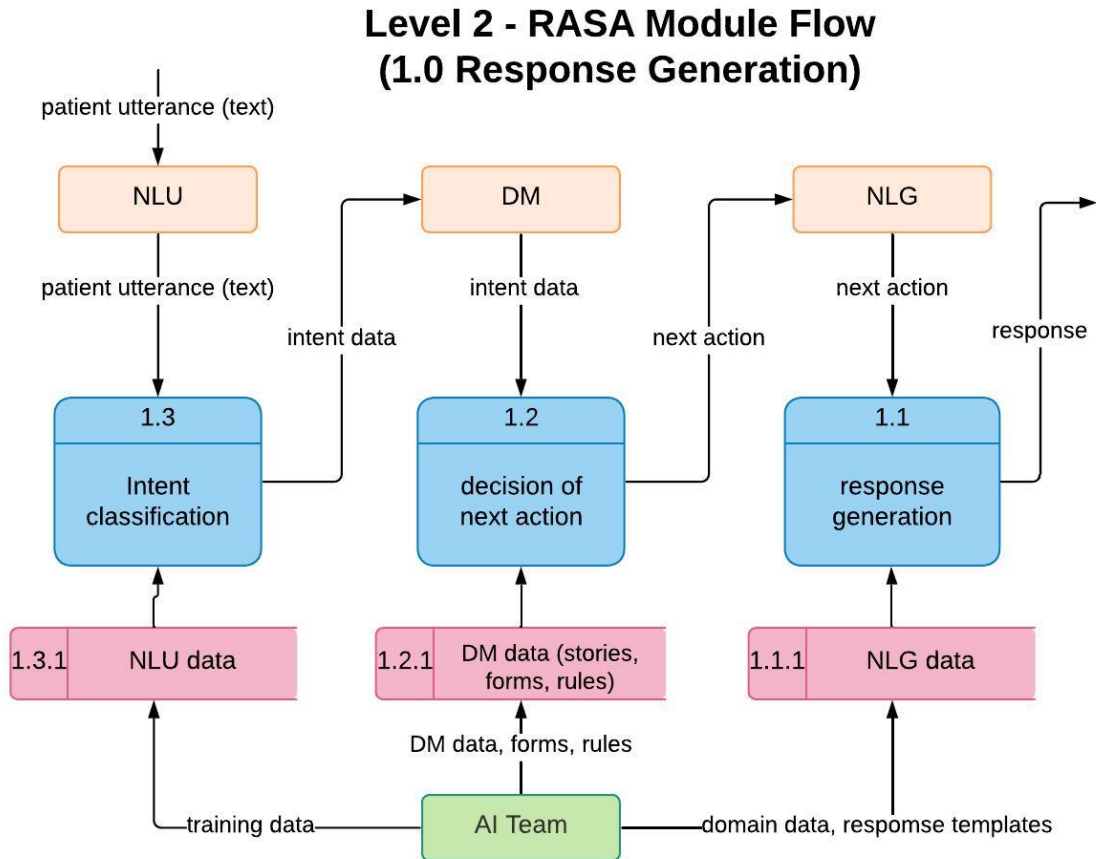 Level 2 - RASA Module Flow
(1.0 Response Generation)
patient utterance (text)
NLU
DM
NLG
patient utterance (text)
intent data
next action
intent data
next action
response
1.3
Intent
classification
1.2
decision of
next action
1.1
response
generation
1.3.1
NLU data
1.2.1
DM data (stories,
forms, rules)
1.1.1
NLG data
DM data, forms, rules
training data
AI Team
domain data, respomse templates